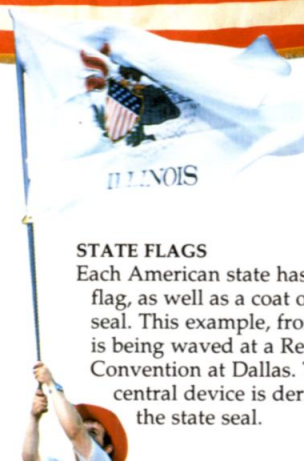 ILLINOIS
STATE FLAGS
Each American state has
flag, as well as a coat o
seal. This example, fro
is being waved at a Re
Convention at Dallas.
central device is der
the state seal.